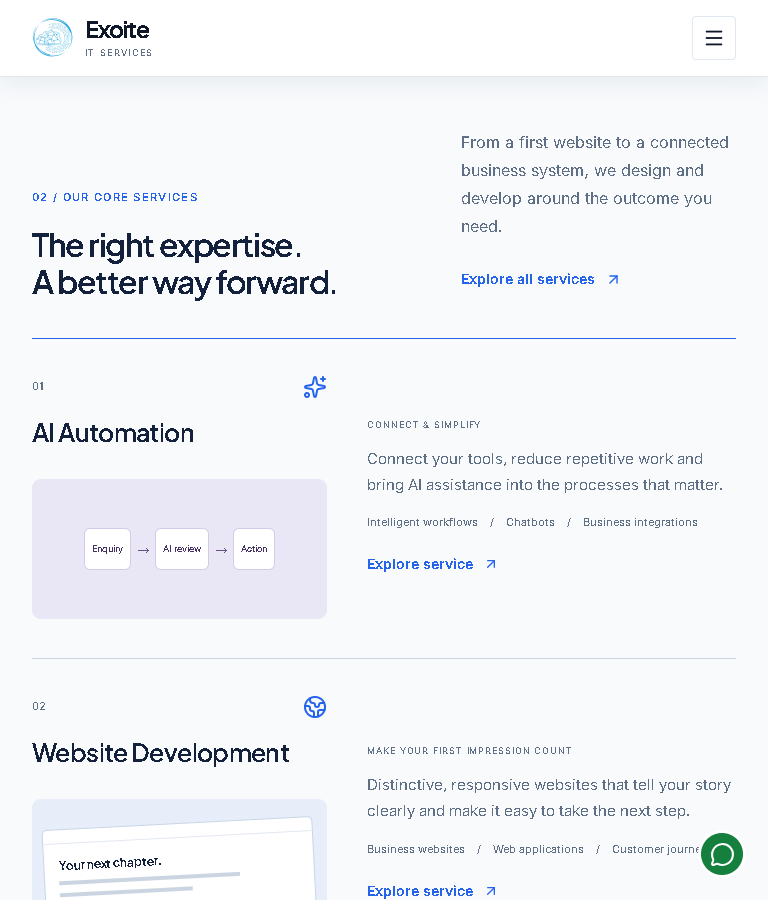 Exoite
IT SERVICES
02 / OUR CORE SERVICES
The right expertise.
A better way forward.
From a first website to a connected
business system, we design and
develop around the outcome you
need.
Explore all services
01
AI Automation
Enquiry → AI review → Action
CONNECT & SIMPLIFY
Connect your tools, reduce repetitive work and
bring AI assistance into the processes that matter.
Intelligent workflows / Chatbots / Business integrations
Explore service
02
Website Development
Your next chapter.
MAKE YOUR FIRST IMPRESSION COUNT
Distinctive, responsive websites that tell your story
clearly and make it easy to take the next step.
Business websites / Web applications / Customer
Explore service